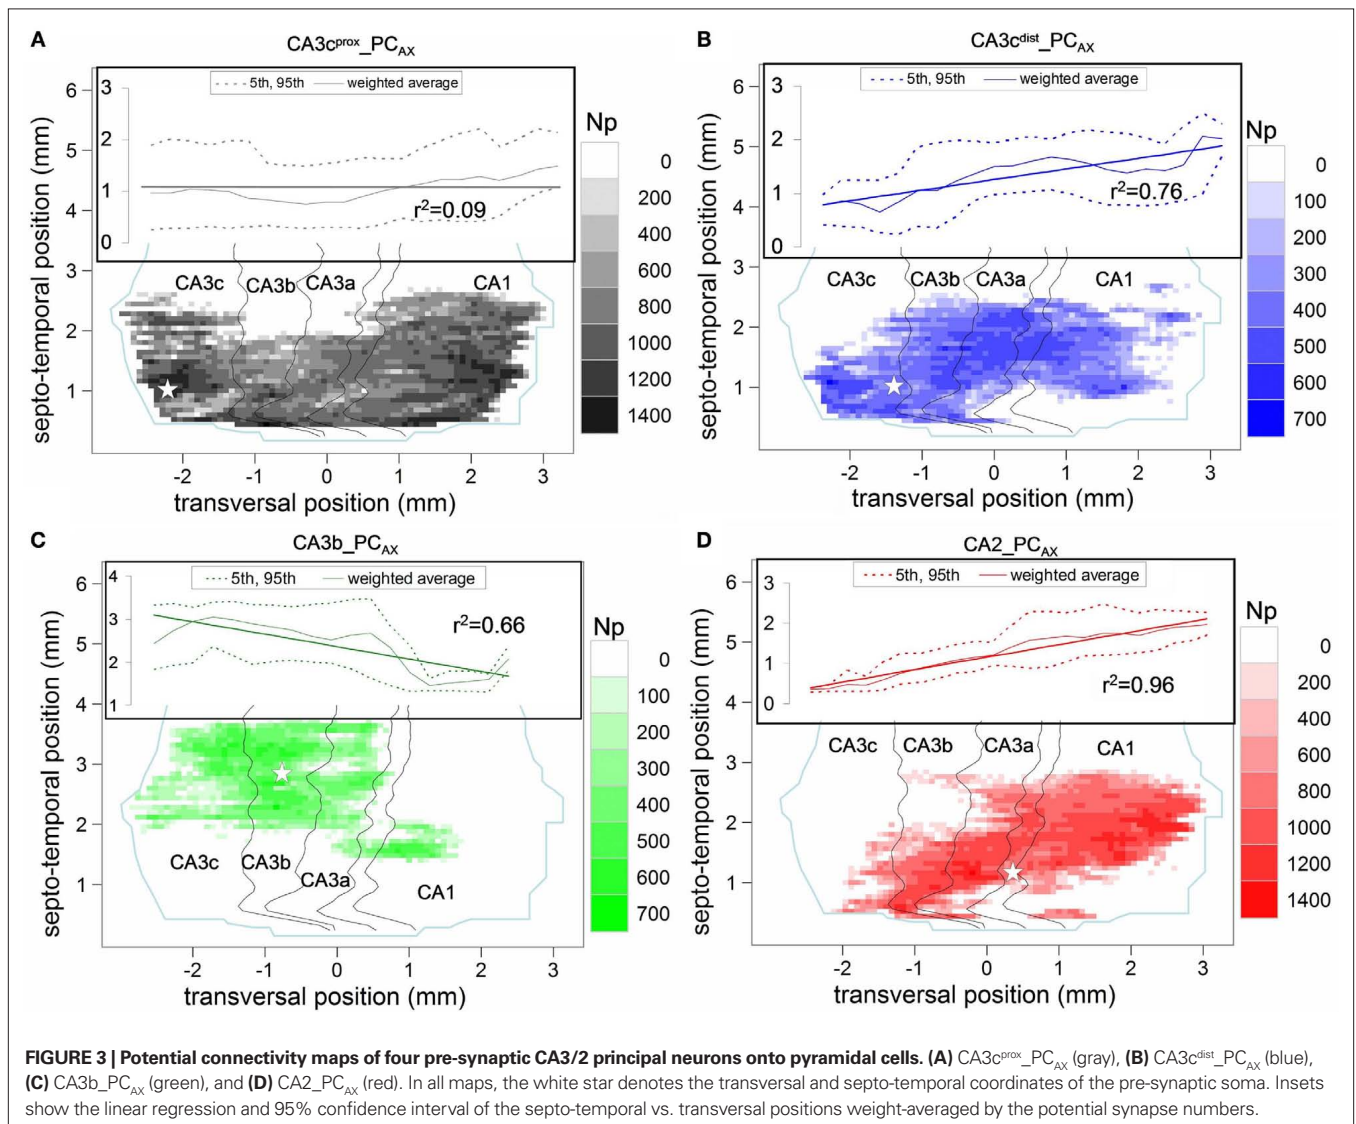 A
CA3cprox_PCAX
5th, 95th
weighted average
6
5
4
3
2
1
septo-temporal position (mm)
3
2
1
0
r2=0.09
CA3c
CA3b
CA3a
CA1
-2
-1
0
1
2
3
transversal position (mm)
Np
0
200
400
600
800
1000
1200
1400
B
CA3cdist_PCAX
5th, 95th
weighted average
6
5
4
3
2
1
septo-temporal position (mm)
3
2
1
0
r2=0.76
CA3c
CA3b
CA3a
CA1
-2
-1
0
1
2
3
transversal position (mm)
Np
0
100
200
300
400
500
600
700
C
CA3b_PCAX
5th, 95th
weighted average
6
5
4
3
2
1
septo-temporal position (mm)
4
3
2
1
r2=0.66
CA3c
CA3b
CA3a
CA1
-2
-1
0
1
2
3
transversal position (mm)
Np
0
100
200
300
400
500
600
700
D
CA2_PCAX
5th, 95th
weighted average
6
5
4
3
2
1
septo-temporal position (mm)
3
2
1
0
r2=0.96
CA3c
CA3b
CA3a
CA1
-2
-1
0
1
2
3
transversal position (mm)
Np
0
200
400
600
800
1000
1200
1400
FIGURE 3 | Potential connectivity maps of four pre-synaptic CA3/2 principal neurons onto pyramidal cells. (A) CA3cprox_PCAX (gray), (B) CA3cdist_PCAX (blue),
(C) CA3b_PCAX (green), and (D) CA2_PCAX (red). In all maps, the white star denotes the transversal and septo-temporal coordinates of the pre-synaptic soma. Insets
show the linear regression and 95% confidence interval of the septo-temporal vs. transversal positions weight-averaged by the potential synapse numbers.